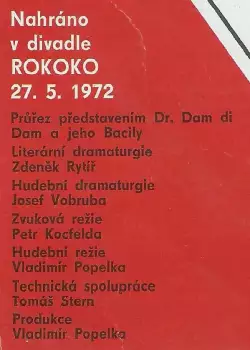 Nahráno
v divadle
ROKOKO
27. 5. 1972
Průřez představením Dr. Dam di
Dam a jeho Bacily
Literární dramaturgie
Zdeněk Rytíř
Hudební dramaturgie
Josef Vobruba
Zvuková režie
Petr Kocfelda
Hudební režie
Vladimír Popelka
Technická spolupráce
Tomáš Stern
Produkce
Vladimír Popelka